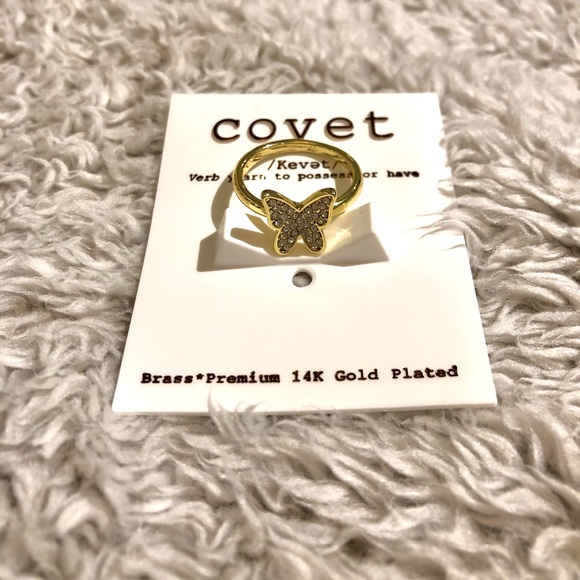 covet
/Kevət/
Verb to possess or have
Brass*Premium 14K Gold Plated